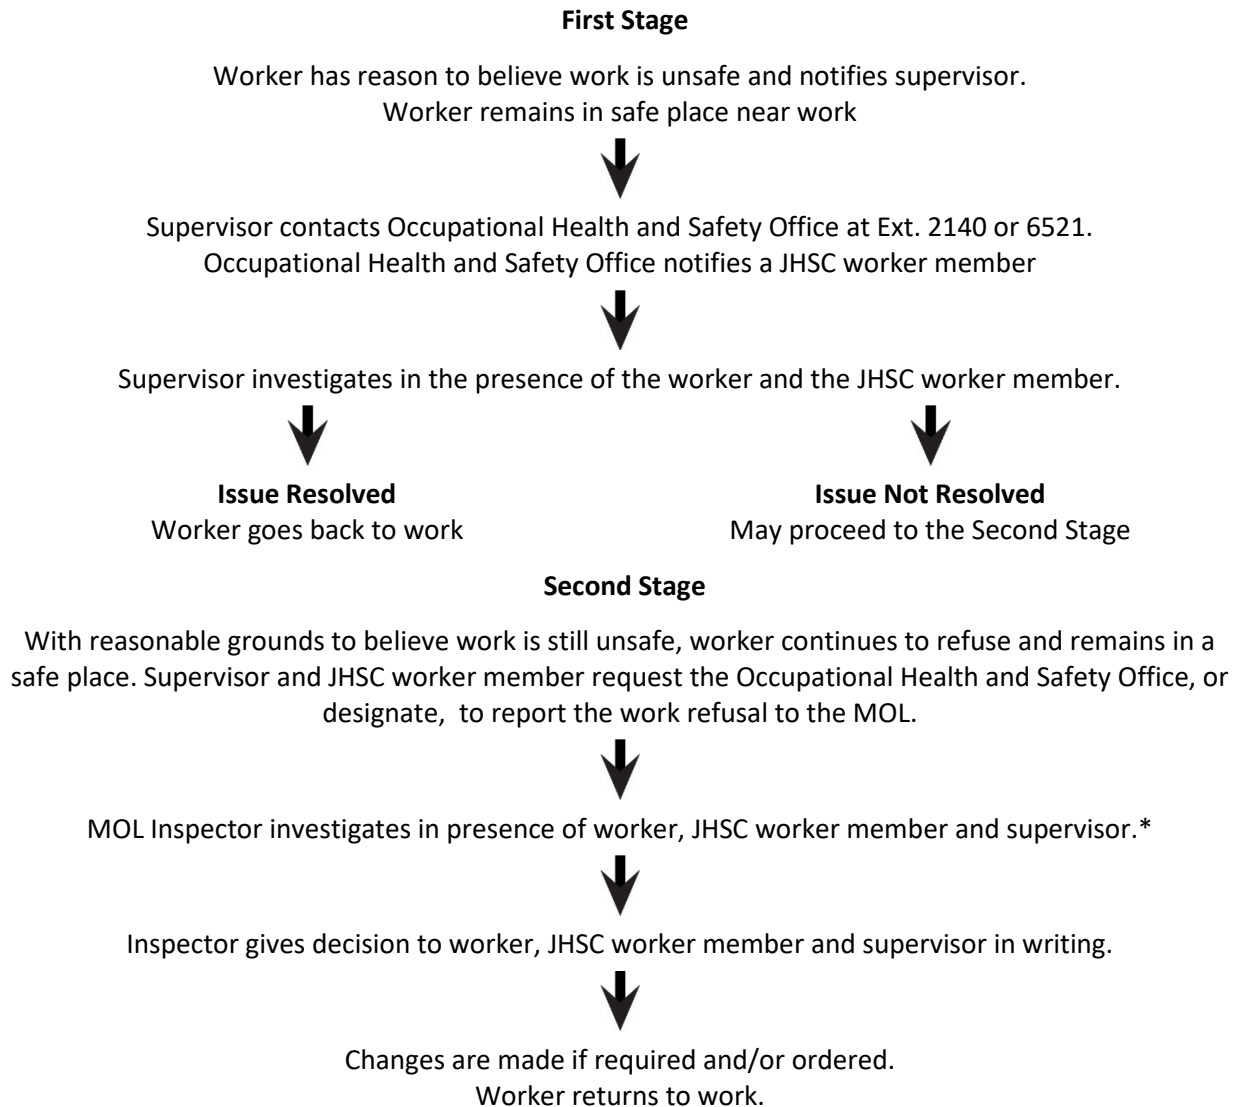 First Stage
Worker has reason to believe work is unsafe and notifies supervisor.
Worker remains in safe place near work
Supervisor contacts Occupational Health and Safety Office at Ext. 2140 or 6521.
Occupational Health and Safety Office notifies a JHSC worker member
Supervisor investigates in the presence of the worker and the JHSC worker member.
Issue Resolved
Worker goes back to work
Issue Not Resolved
May proceed to the Second Stage
Second Stage
With reasonable grounds to believe work is still unsafe, worker continues to refuse and remains in a
safe place. Supervisor and JHSC worker member request the Occupational Health and Safety Office, or
designate, to report the work refusal to the MOL.
MOL Inspector investigates in presence of worker, JHSC worker member and supervisor.*
Inspector gives decision to worker, JHSC worker member and supervisor in writing.
Changes are made if required and/or ordered.
Worker returns to work.